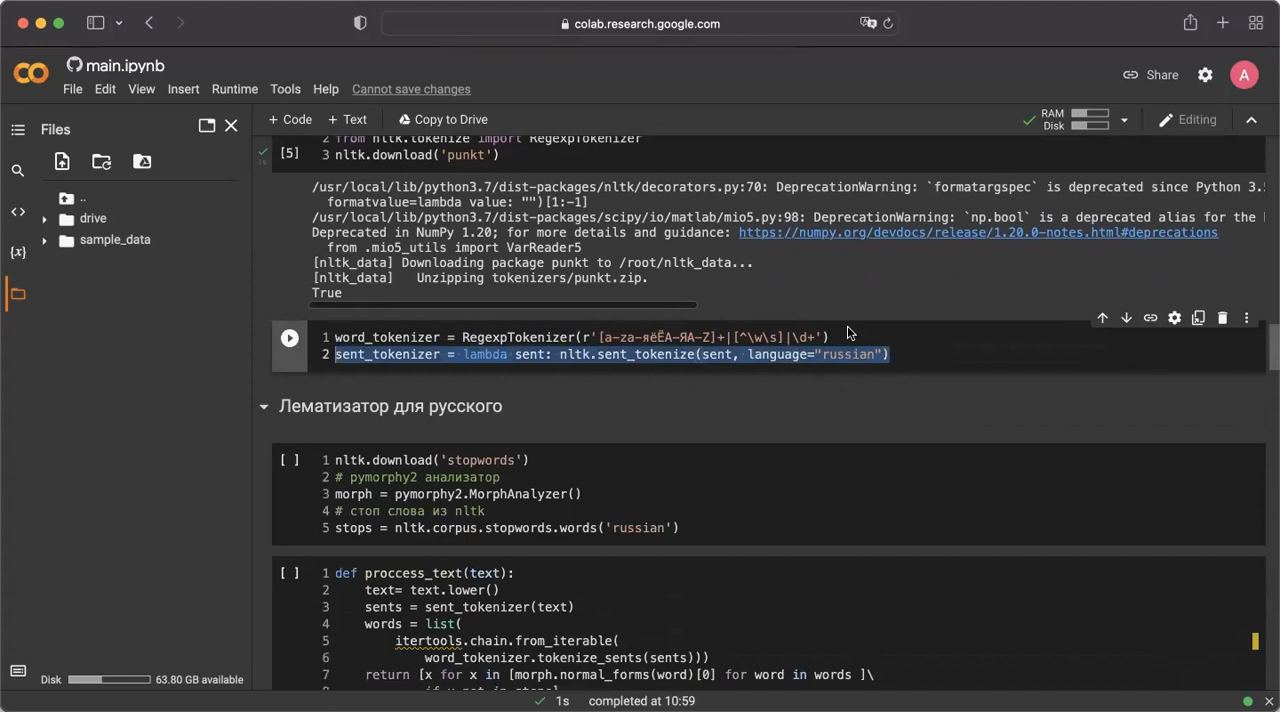 colab.research.google.com
main.ipynb
File Edit View Insert Runtime Tools Help Cannot save changes
Share
A
Files
+ Code + Text Copy to Drive
RAM
Disk
Editing
..
drive
sample_data
[5]
1s
2 from nltk.tokenize import RegexpTokenizer
3 nltk.download('punkt')
/usr/local/lib/python3.7/dist-packages/nltk/decorators.py:70: DeprecationWarning: `formatargspec` is deprecated since Python 3.5
formatvalue=lambda value: "")[1:-1]
/usr/local/lib/python3.7/dist-packages/scipy/io/matlab/mio5.py:98: DeprecationWarning: `np.bool` is a deprecated alias for the
Deprecated in NumPy 1.20; for more details and guidance: https://numpy.org/devdocs/release/1.20.0-notes.html#deprecations
from .mio5_utils import VarReader5
[nltk_data] Downloading package punkt to /root/nltk_data...
[nltk_data] Unzipping tokenizers/punkt.zip.
True
1 word_tokenizer = RegexpTokenizer(r'[a-zа-яёЁА-ЯA-Z]+|[^\w\s]|\d+')
2 sent_tokenizer = lambda sent: nltk.sent_tokenize(sent, language="russian")
Лематизатор для русского
[ ]
1 nltk.download('stopwords')
2 # pymorphy2 анализатор
3 morph = pymorphy2.MorphAnalyzer()
4 # стоп слова из nltk
5 stops = nltk.corpus.stopwords.words('russian')
[ ]
1 def proccess_text(text):
2 text= text.lower()
3 sents = sent_tokenizer(text)
4 words = list(
5 itertools.chain.from_iterable(
6 word_tokenizer.tokenize_sents(sents)))
7 return [x for x in [morph.normal_forms(word)[0] for word in words ]\
8 if x not in stops]
Disk 63.80 GB available
1s completed at 10:59